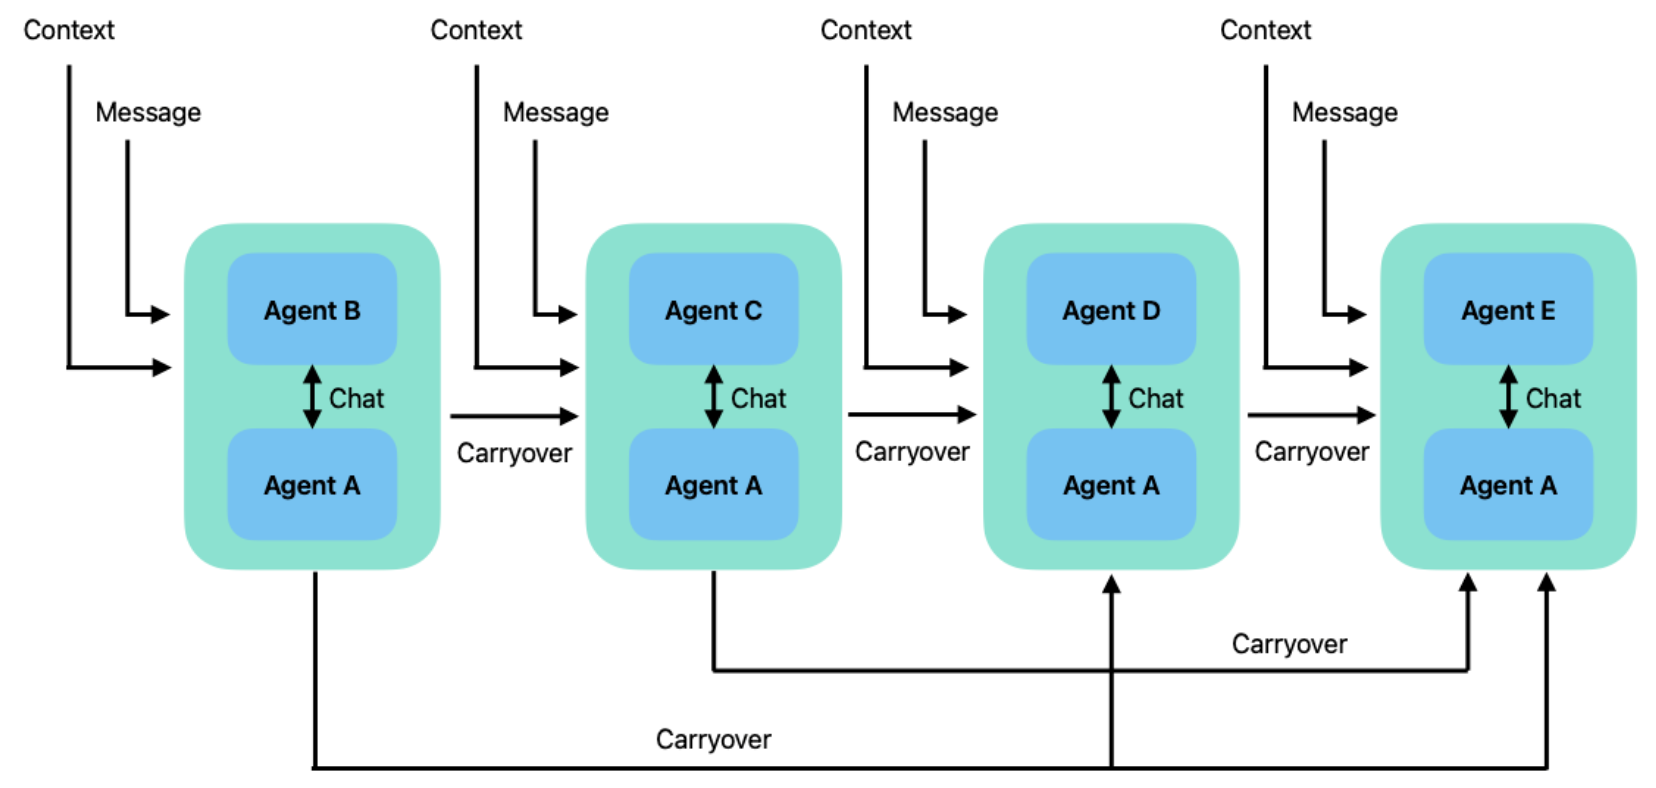 Context
Context
Context
Context
Message
Message
Message
Message
Agent B
Agent C
Agent D
Agent E
Chat
Chat
Chat
Chat
Carryover
Carryover
Carryover
Agent A
Agent A
Agent A
Agent A
Carryover
Carryover